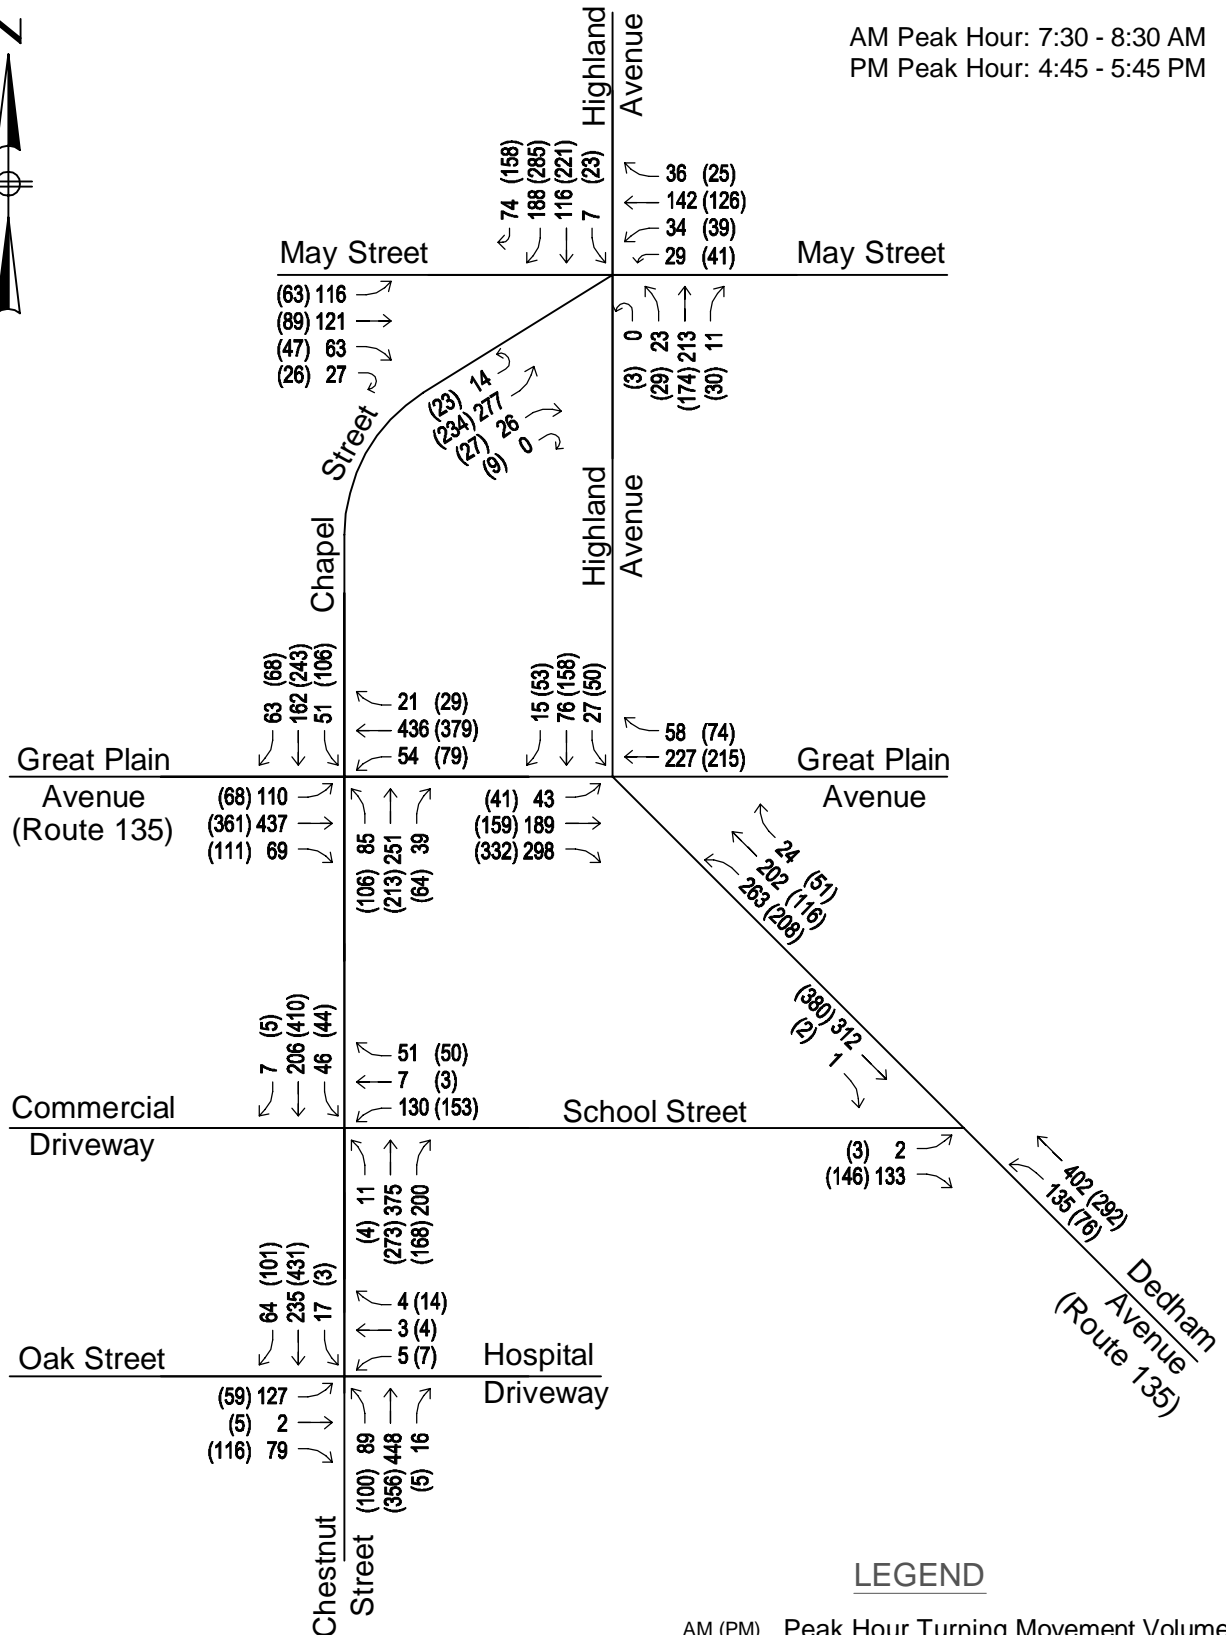 Z
AM Peak Hour: 7:30 - 8:30 AM
PM Peak Hour: 4:45 - 5:45 PM
Highland
Avenue
74 (158)
188 (285)
116 (221)
7 (23)
36 (25)
142 (126)
34 (39)
29 (41)
May Street
May Street
(63) 116
(89) 121
(47) 63
(26) 27
(3) 0
(29) 23
(174) 213
(30) 11
(23) 14
(234) 277
(27) 26
(9) 0
Street
Chapel
Highland
Avenue
63 (68)
162 (243)
51 (106)
21 (29)
436 (379)
54 (79)
15 (53)
76 (158)
27 (50)
58 (74)
227 (215)
Great Plain
Avenue
(Route 135)
Great Plain
Avenue
(68) 110
(361) 437
(111) 69
(106) 85
(213) 251
(64) 39
(41) 43
(159) 189
(332) 298
24 (51)
202 (116)
263 (208)
(380) 312
(2) 1
7 (5)
206 (410)
46 (44)
51 (50)
7 (3)
130 (153)
Commercial
Driveway
School Street
(3) 2
(146) 133
402 (292)
135 (76)
(4) 11
(273) 375
(168) 200
Dedham
Avenue
(Route 135)
64 (101)
235 (431)
17 (3)
4 (14)
3 (4)
5 (7)
Oak Street
Hospital
Driveway
(59) 127
(5) 2
(116) 79
(100) 89
(356) 448
(5) 16
Chestnut
Street
LEGEND
AM (PM) Peak Hour Turning Movement Volume